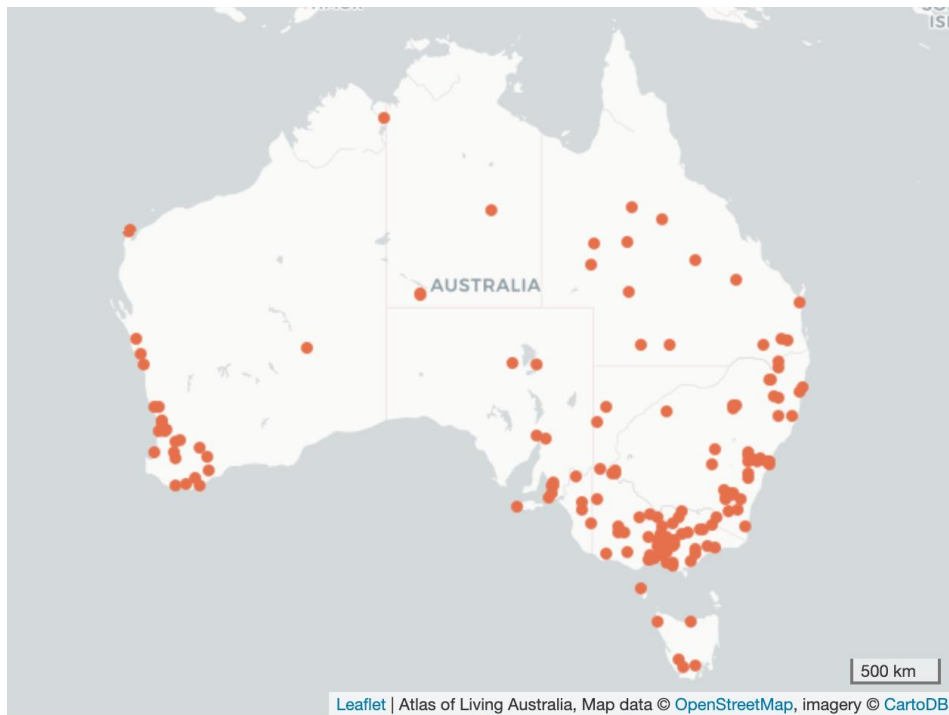 AUSTRALIA
500 km
Leaflet | Atlas of Living Australia, Map data © OpenStreetMap, imagery © CartoDB